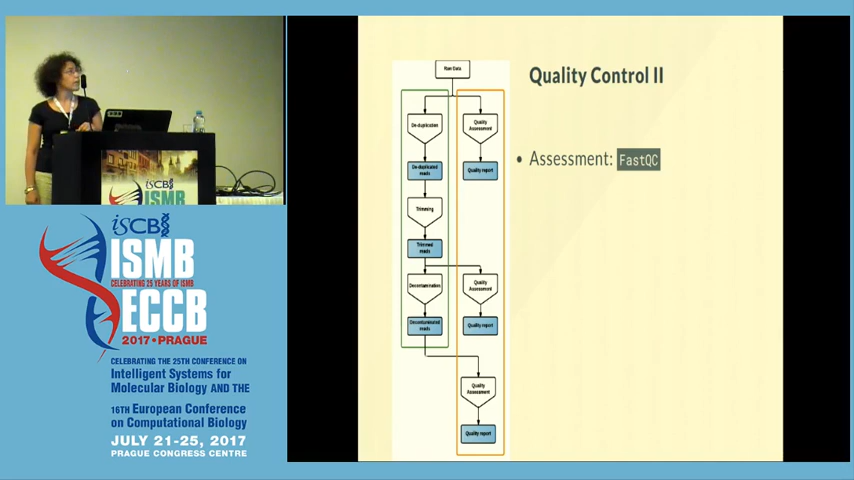 iSCB
ISMB
iSCB
ISMB
CELEBRATING 25 YEARS OF ISMB
ECCB
2017 • PRAGUE
CELEBRATING THE 25TH CONFERENCE ON
Intelligent Systems for
Molecular Biology AND THE
16TH European Conference
on Computational Biology
JULY 21-25, 2017
PRAGUE CONGRESS CENTRE
Quality Control II
• Assessment: FastQC
Raw Data
De-duplication
Quality
Assessment
De-duplicated
reads
Quality report
Trimming
Trimmed
reads
Decontamination
Quality
Assessment
Decontaminated
reads
Quality report
Quality
Assessment
Quality report